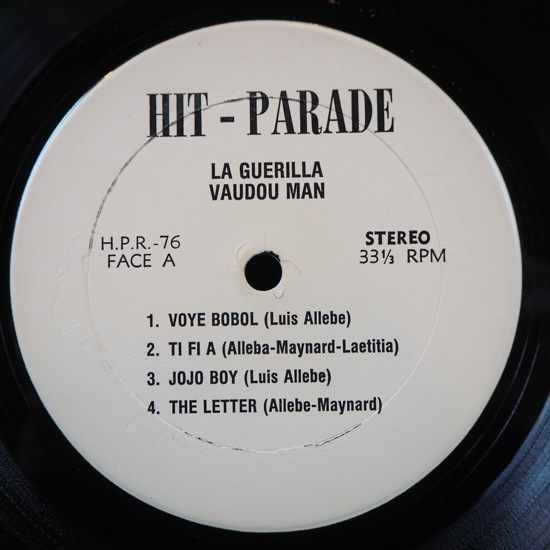 HIT - PARADE
LA GUERILLA
VAUDOU MAN
H.P.R.-76
FACE A
STEREO
33⅓ RPM
1. VOYE BOBOL (Luis Allebe)
2. TI FI A (Alleba-Maynard-Laetitia)
3. JOJO BOY (Luis Allebe)
4. THE LETTER (Allebe-Maynard)